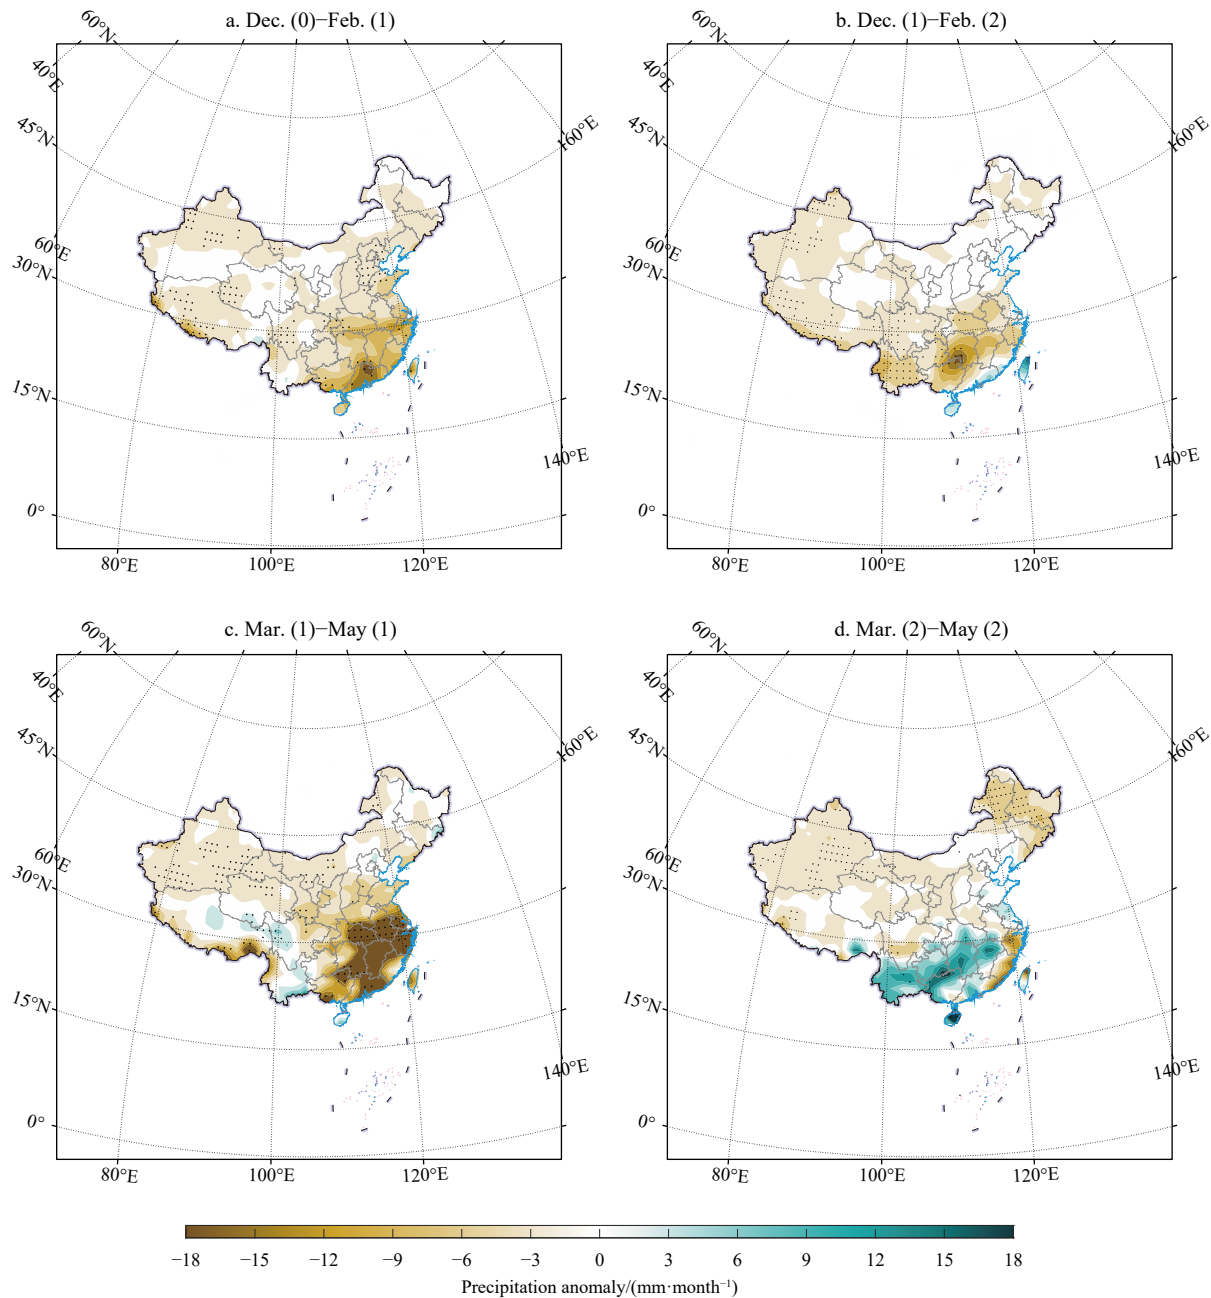 a. Dec. (0)−Feb. (1)
b. Dec. (1)−Feb. (2)
60°N
40°E
45°N
60°E
30°N
15°N
0°
160°E
140°E
80°E
100°E
120°E
60°N
40°E
45°N
60°E
30°N
15°N
0°
160°E
140°E
80°E
100°E
120°E
c. Mar. (1)−May (1)
d. Mar. (2)−May (2)
60°N
40°E
45°N
60°E
30°N
15°N
0°
160°E
140°E
80°E
100°E
120°E
60°N
40°E
45°N
60°E
30°N
15°N
0°
160°E
140°E
80°E
100°E
120°E
−18 −15 −12 −9 −6 −3 0 3 6 9 12 15 18
Precipitation anomaly/(mm·month⁻¹)